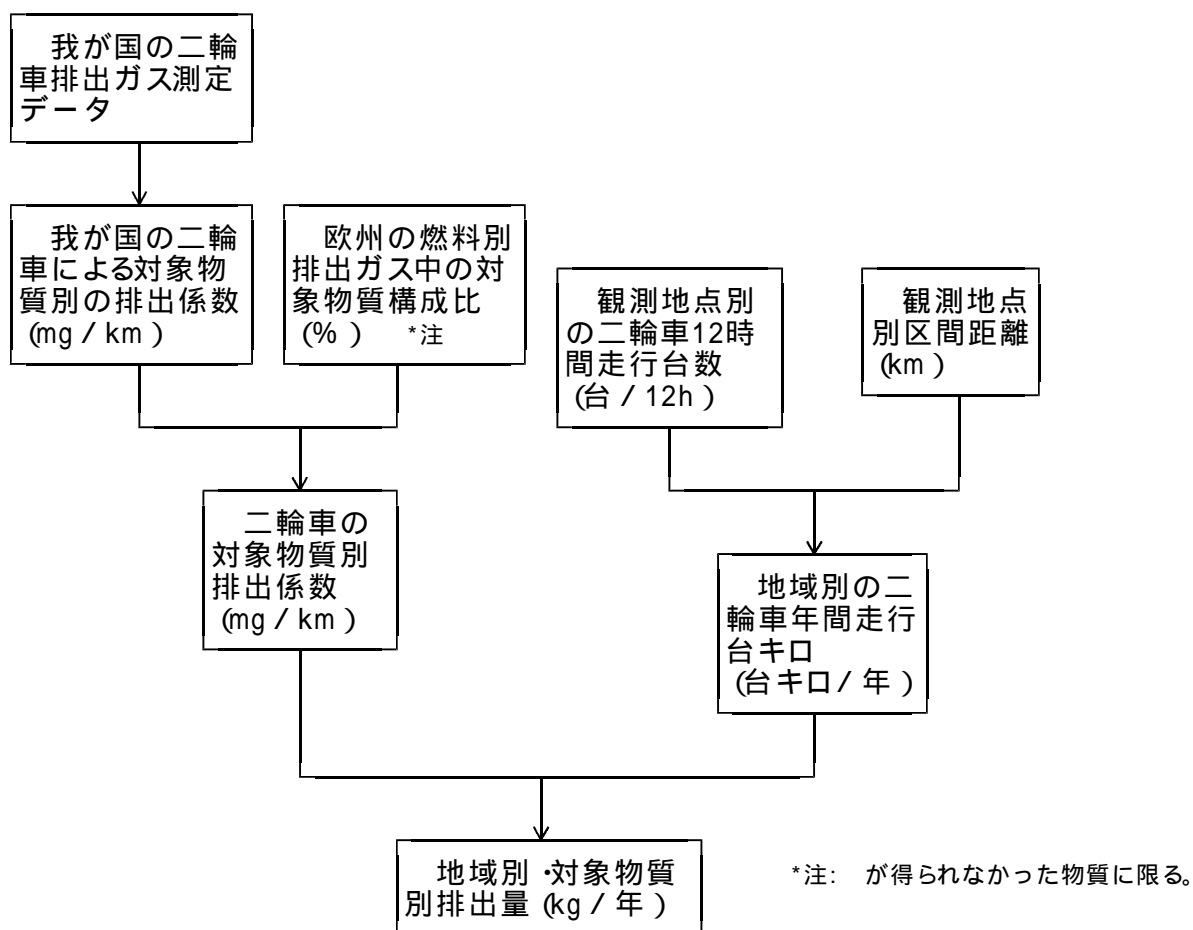 我が国の二輪
車排出ガス測定
データ
我が国の二輪
車による対象物
質別の排出係数
(mg/km)
欧州の燃料別
排出ガス中の対
象物質構成比
(%) *注
観測地点別
の二輪車12時
間走行台数
(台/12h)
観測地点
別区間距離
(km)
二輪車の
対象物質別
排出係数
(mg/km)
地域別の二
輪車年間走行
台キロ
(台キロ/年)
地域別・対象物質
別排出量(kg/年)
*注: が得られなかった物質に限る。